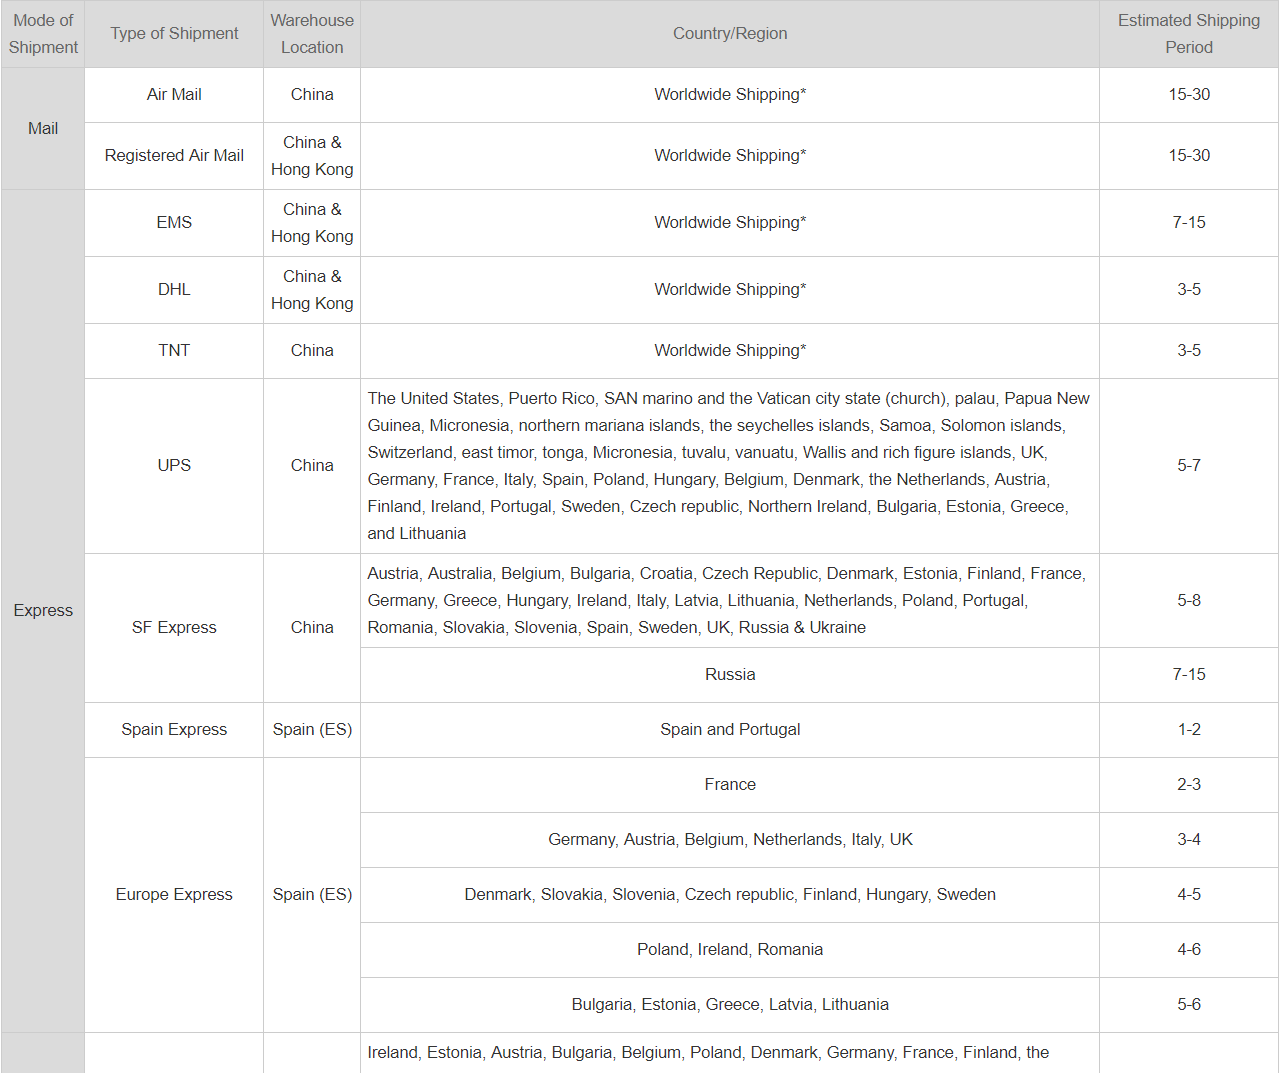 Mode of Shipment
Type of Shipment
Warehouse Location
Country/Region
Estimated Shipping Period
Mail
Air Mail
China
Worldwide Shipping*
15-30
Registered Air Mail
China &
Hong Kong
Worldwide Shipping*
15-30
Express
EMS
China &
Hong Kong
Worldwide Shipping*
7-15
DHL
China &
Hong Kong
Worldwide Shipping*
3-5
TNT
China
Worldwide Shipping*
3-5
UPS
China
The United States, Puerto Rico, SAN marino and the Vatican city state (church), palau, Papua New
Guinea, Micronesia, northern mariana islands, the seychelles islands, Samoa, Solomon islands,
Switzerland, east timor, tonga, Micronesia, tuvalu, vanuatu, Wallis and rich figure islands, UK,
Germany, France, Italy, Spain, Poland, Hungary, Belgium, Denmark, the Netherlands, Austria,
Finland, Ireland, Portugal, Sweden, Czech republic, Northern Ireland, Bulgaria, Estonia, Greece,
and Lithuania
5-7
SF Express
China
Austria, Australia, Belgium, Bulgaria, Croatia, Czech Republic, Denmark, Estonia, Finland, France,
Germany, Greece, Hungary, Ireland, Italy, Latvia, Lithuania, Netherlands, Poland, Portugal,
Romania, Slovakia, Slovenia, Spain, Sweden, UK, Russia & Ukraine
5-8
Russia
7-15
Spain Express
Spain (ES)
Spain and Portugal
1-2
Europe Express
Spain (ES)
France
2-3
Germany, Austria, Belgium, Netherlands, Italy, UK
3-4
Denmark, Slovakia, Slovenia, Czech republic, Finland, Hungary, Sweden
4-5
Poland, Ireland, Romania
4-6
Bulgaria, Estonia, Greece, Latvia, Lithuania
5-6
Ireland, Estonia, Austria, Bulgaria, Belgium, Poland, Denmark, Germany, France, Finland, the